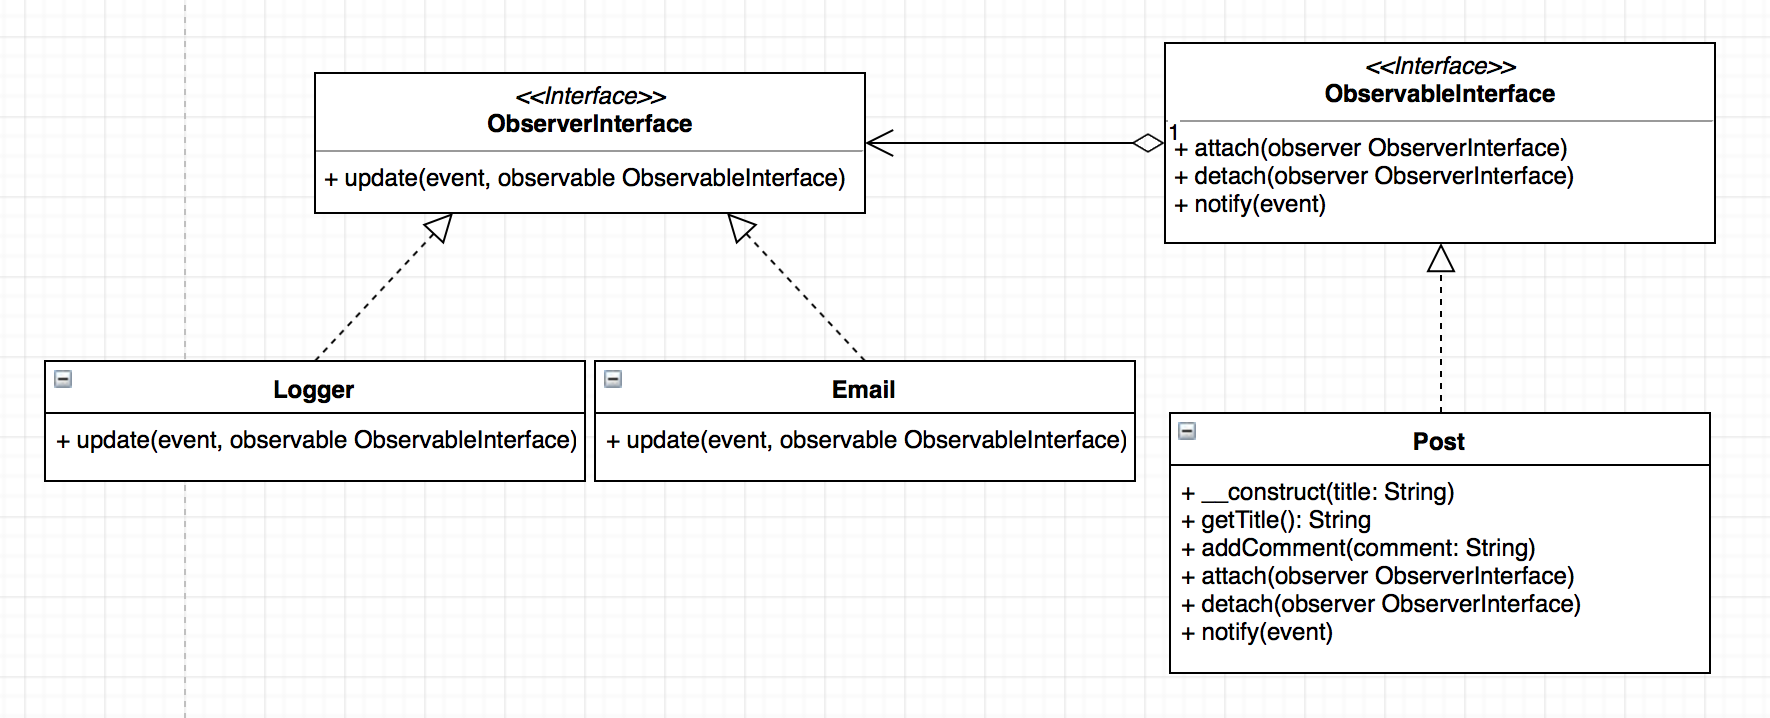 <<Interface>>
ObserverInterface
+ update(event, observable ObservableInterface)
<<Interface>>
ObservableInterface
1
+ attach(observer ObserverInterface)
+ detach(observer ObserverInterface)
+ notify(event)
Logger
+ update(event, observable ObservableInterface)
Email
+ update(event, observable ObservableInterface)
Post
+ __construct(title: String)
+ getTitle(): String
+ addComment(comment: String)
+ attach(observer ObserverInterface)
+ detach(observer ObserverInterface)
+ notify(event)